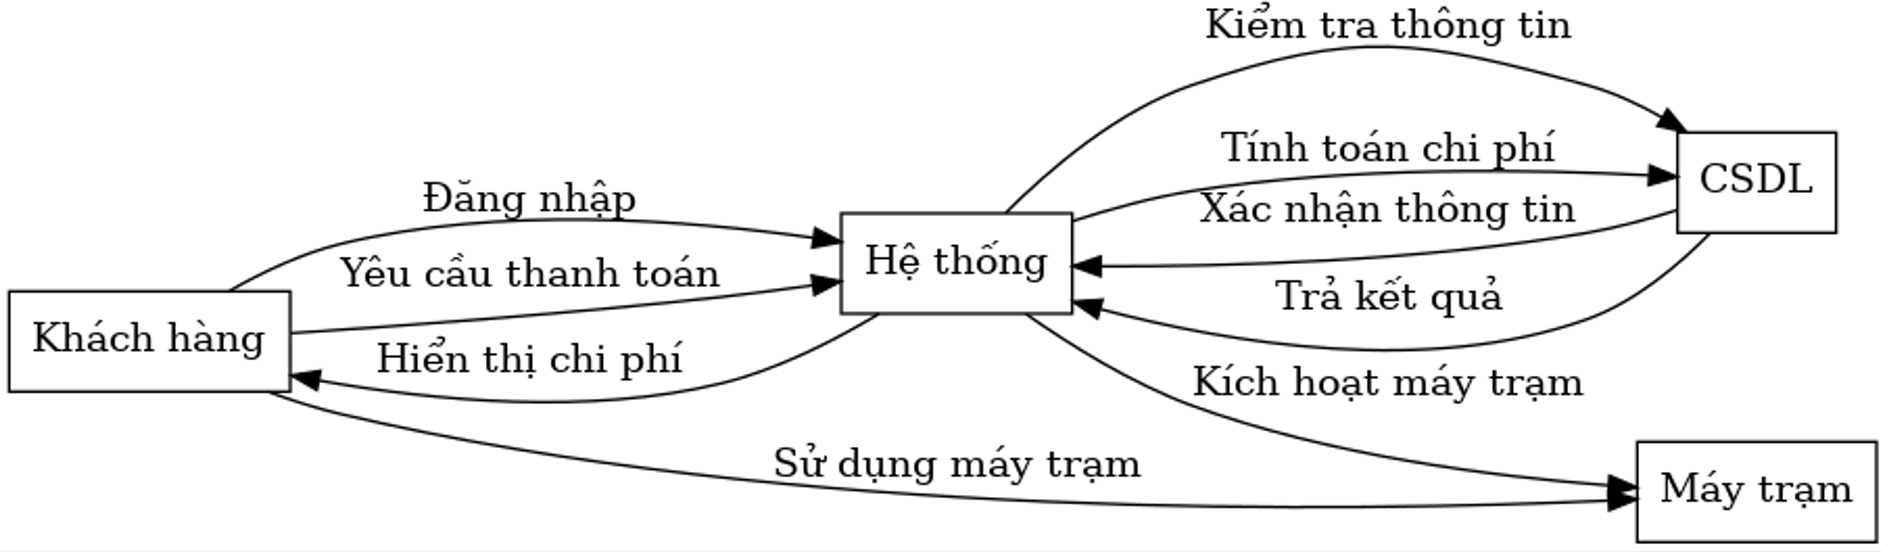 Kiểm tra thông tin
Tính toán chi phí
CSDL
Đăng nhập
Xác nhận thông tin
Hệ thống
Yêu cầu thanh toán
Trả kết quả
Khách hàng
Hiển thị chi phí
Kích hoạt máy trạm
Sử dụng máy trạm
Máy trạm